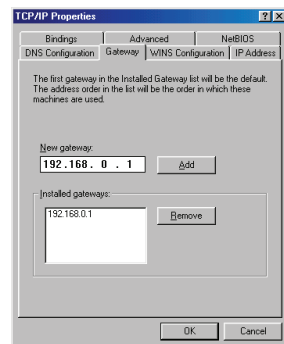 TCP/IP Properties
Bindings Advanced NetBIOS
DNS Configuration Gateway WINS Configuration IP Address
The first gateway in the Installed Gateway list will be the default.
The address order in the list will be the order in which these
machines are used.
New gateway:
192.168. 0 . 1 Add
Installed gateways:
192.168.0.1 Remove
OK Cancel